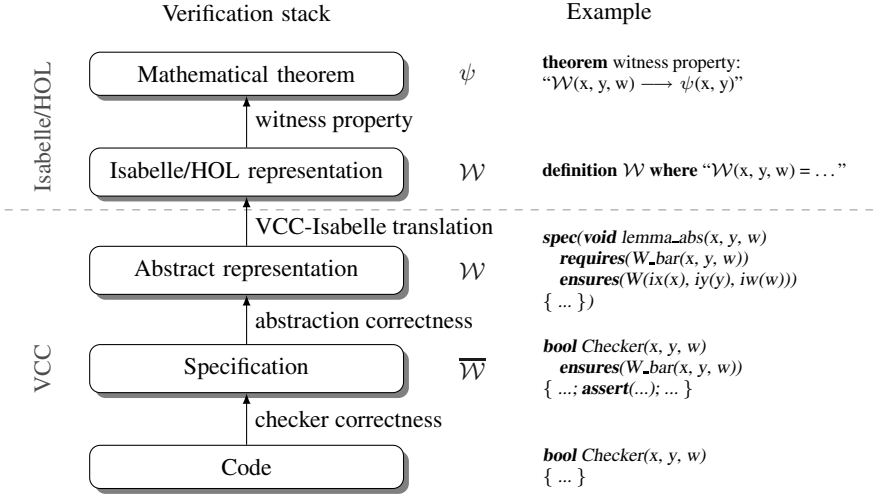 Verification stack
Example
Isabelle/HOL
Mathematical theorem
ψ
theorem witness property:
“𝒲(x, y, w) ⟶ ψ(x, y)”
witness property
Isabelle/HOL representation
𝒲
definition 𝒲 where “𝒲(x, y, w) = ...”
VCC-Isabelle translation
VCC
Abstract representation
𝒲
spec(void lemma_abs(x, y, w)
requires(W_bar(x, y, w))
ensures(W(ix(x), iy(y), iw(w)))
{ ... })
abstraction correctness
Specification
𝒲̅
bool Checker(x, y, w)
ensures(W_bar(x, y, w))
{ ...; assert(...); ... }
checker correctness
Code
bool Checker(x, y, w)
{ ... }